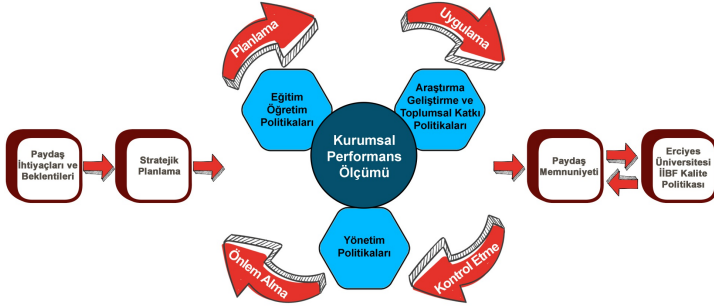 Planlama
Uygulama
Eğitim
Öğretim
Politikaları
Araştırma
Geliştirme ve
Toplumsal Katkı
Politikaları
Paydaş
İhtiyaçları ve
Beklentileri
Stratejik
Planlama
Kurumsal
Performans
Ölçümü
Paydaş
Memnuniyeti
Erciyes
Üniversitesi
İİBF Kalite
Politikası
Yönetim
Politikaları
Önlem Alma
Kontrol Etme